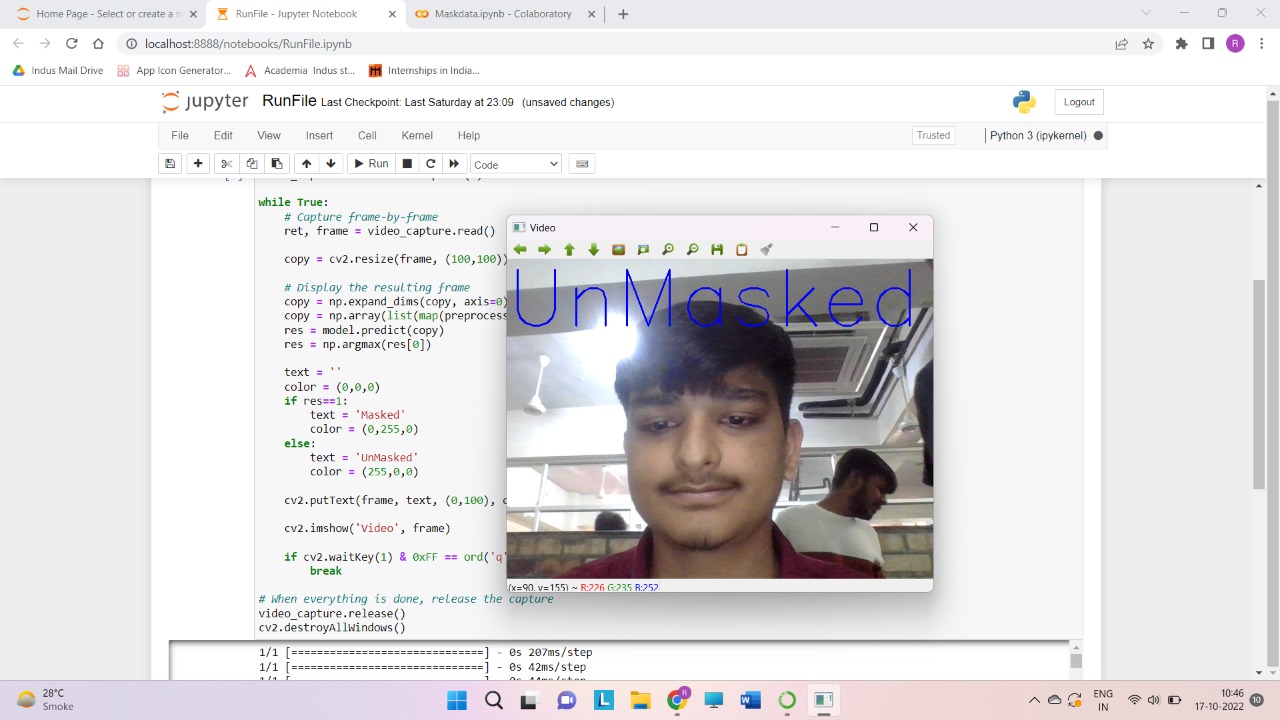 Home Page - Select or create a n
RunFile - Jupyter Notebook
Maskdata.ipynb - Colaboratory
localhost:8888/notebooks/RunFile.ipynb
R
Indus Mail Drive
App Icon Generator...
Academia Indus st...
Internships in India...
jupyter RunFile Last Checkpoint: Last Saturday at 23:09 (unsaved changes)
Logout
File Edit View Insert Cell Kernel Help
Trusted
Python 3 (ipykernel)
Run
Code
while True:
# Capture frame-by-frame
ret, frame = video_capture.read()
copy = cv2.resize(frame, (100,100))
# Display the resulting frame
copy = np.expand_dims(copy, axis=0)
copy = np.array(list(map(preprocess
res = model.predict(copy)
res = np.argmax(res[0])
text = ''
color = (0,0,0)
if res==1:
text = 'Masked'
color = (0,255,0)
else:
text = 'UnMasked'
color = (255,0,0)
cv2.putText(frame, text, (0,100), c
cv2.imshow('Video', frame)
if cv2.waitKey(1) & 0xFF == ord('q'
break
# When everything is done, release the capture
video_capture.release()
cv2.destroyAllWindows()
Video
UnMasked
(x=90, y=155) ~ R:226 G:235 B:252
1/1 [==============================] - 0s 207ms/step
1/1 [==============================] - 0s 42ms/step
28°C
Smoke
L
R
ENG
IN
10:46
17-10-2022
10